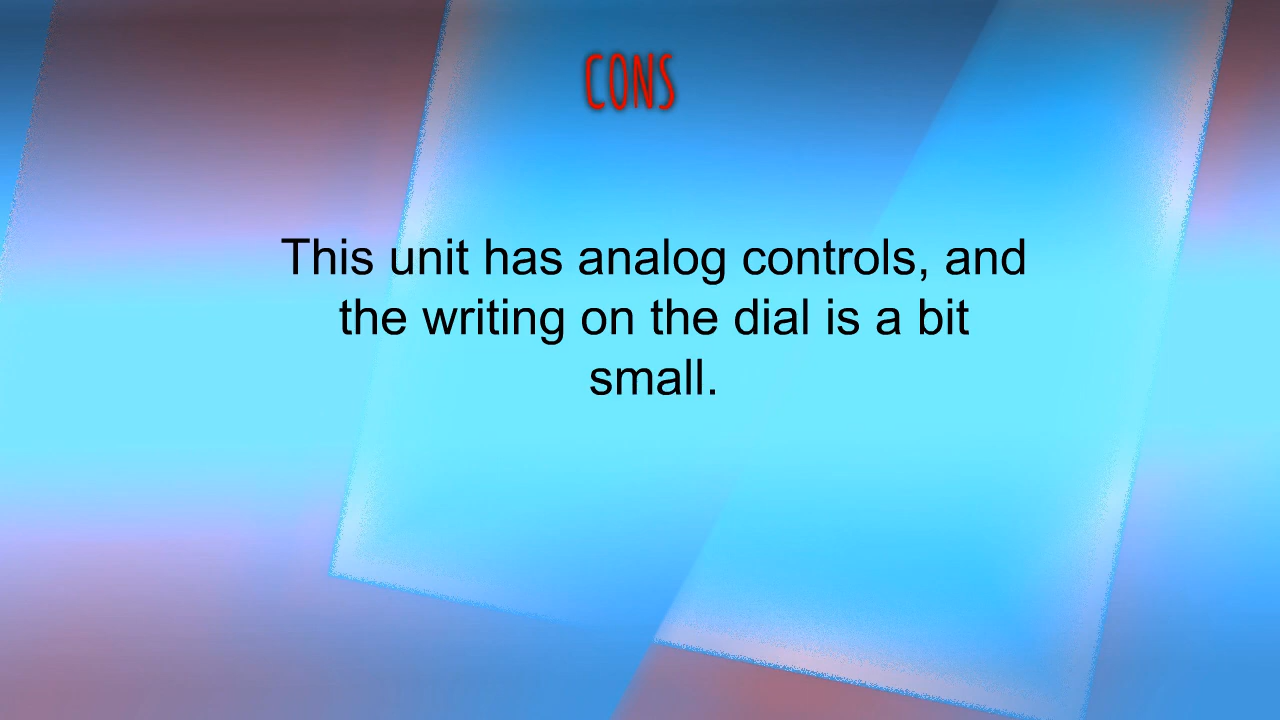 CONS
This unit has analog controls, and
the writing on the dial is a bit
small.